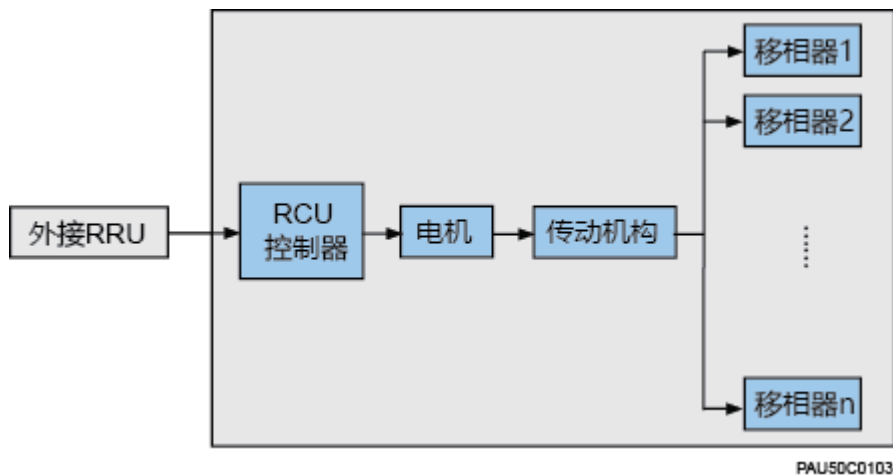 移相器1
移相器2
外接RRU
RCU
控制器
电机
传动机构
移相器n
PAU50C0103